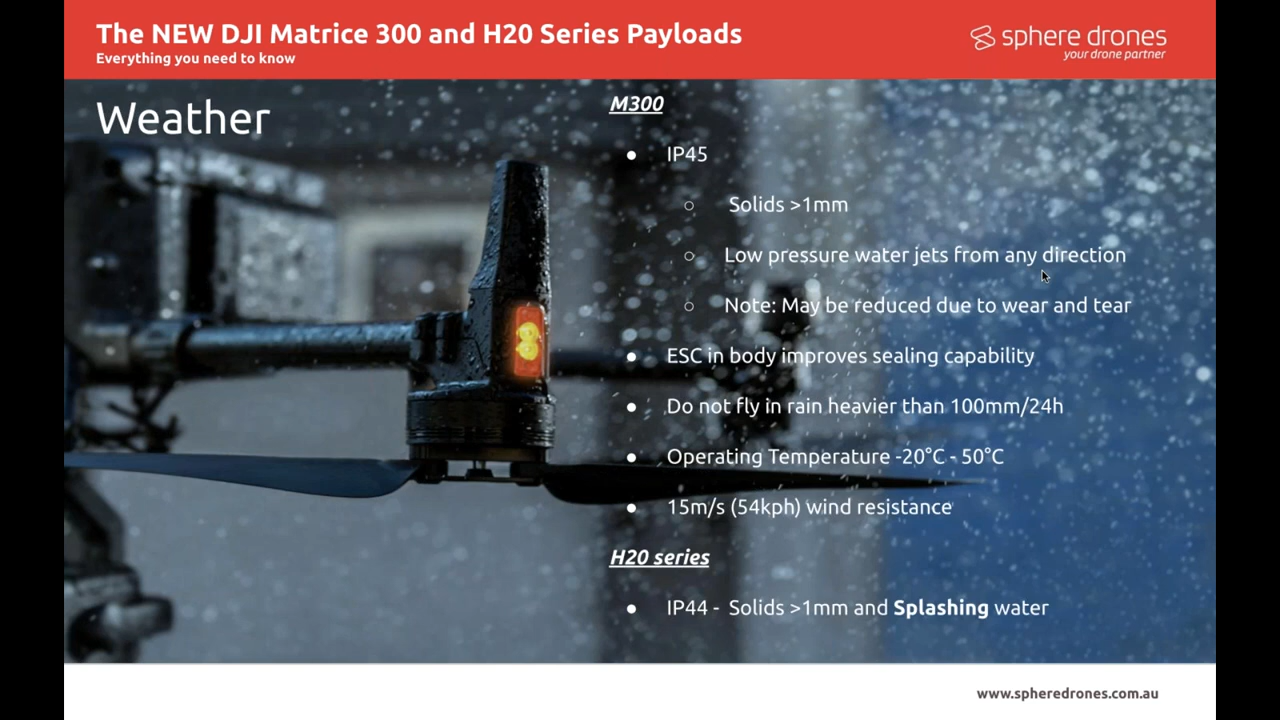 The NEW DJI Matrice 300 and H20 Series Payloads
Everything you need to know
sphere drones
your drone partner
Weather
M300
● IP45
○ Solids >1mm
○ Low pressure water jets from any direction
○ Note: May be reduced due to wear and tear
● ESC in body improves sealing capability
● Do not fly in rain heavier than 100mm/24h
● Operating Temperature -20°C - 50°C
● 15m/s (54kph) wind resistance
H20 series
● IP44 - Solids >1mm and Splashing water
www.spheredrones.com.au